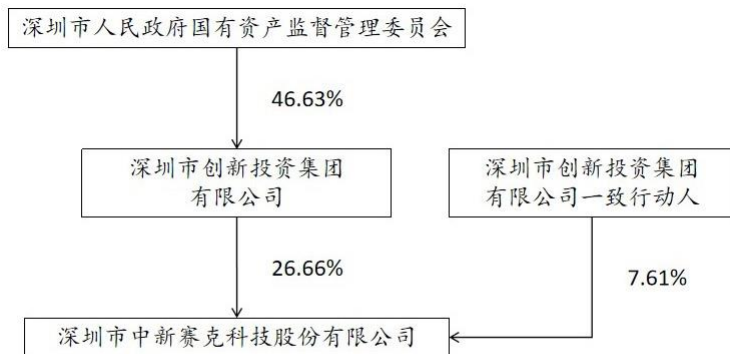 深圳市人民政府国有资产监督管理委员会
46.63%
深圳市创新投资集团
有限公司
深圳市创新投资集团
有限公司一致行动人
26.66%
7.61%
深圳市中新赛克科技股份有限公司